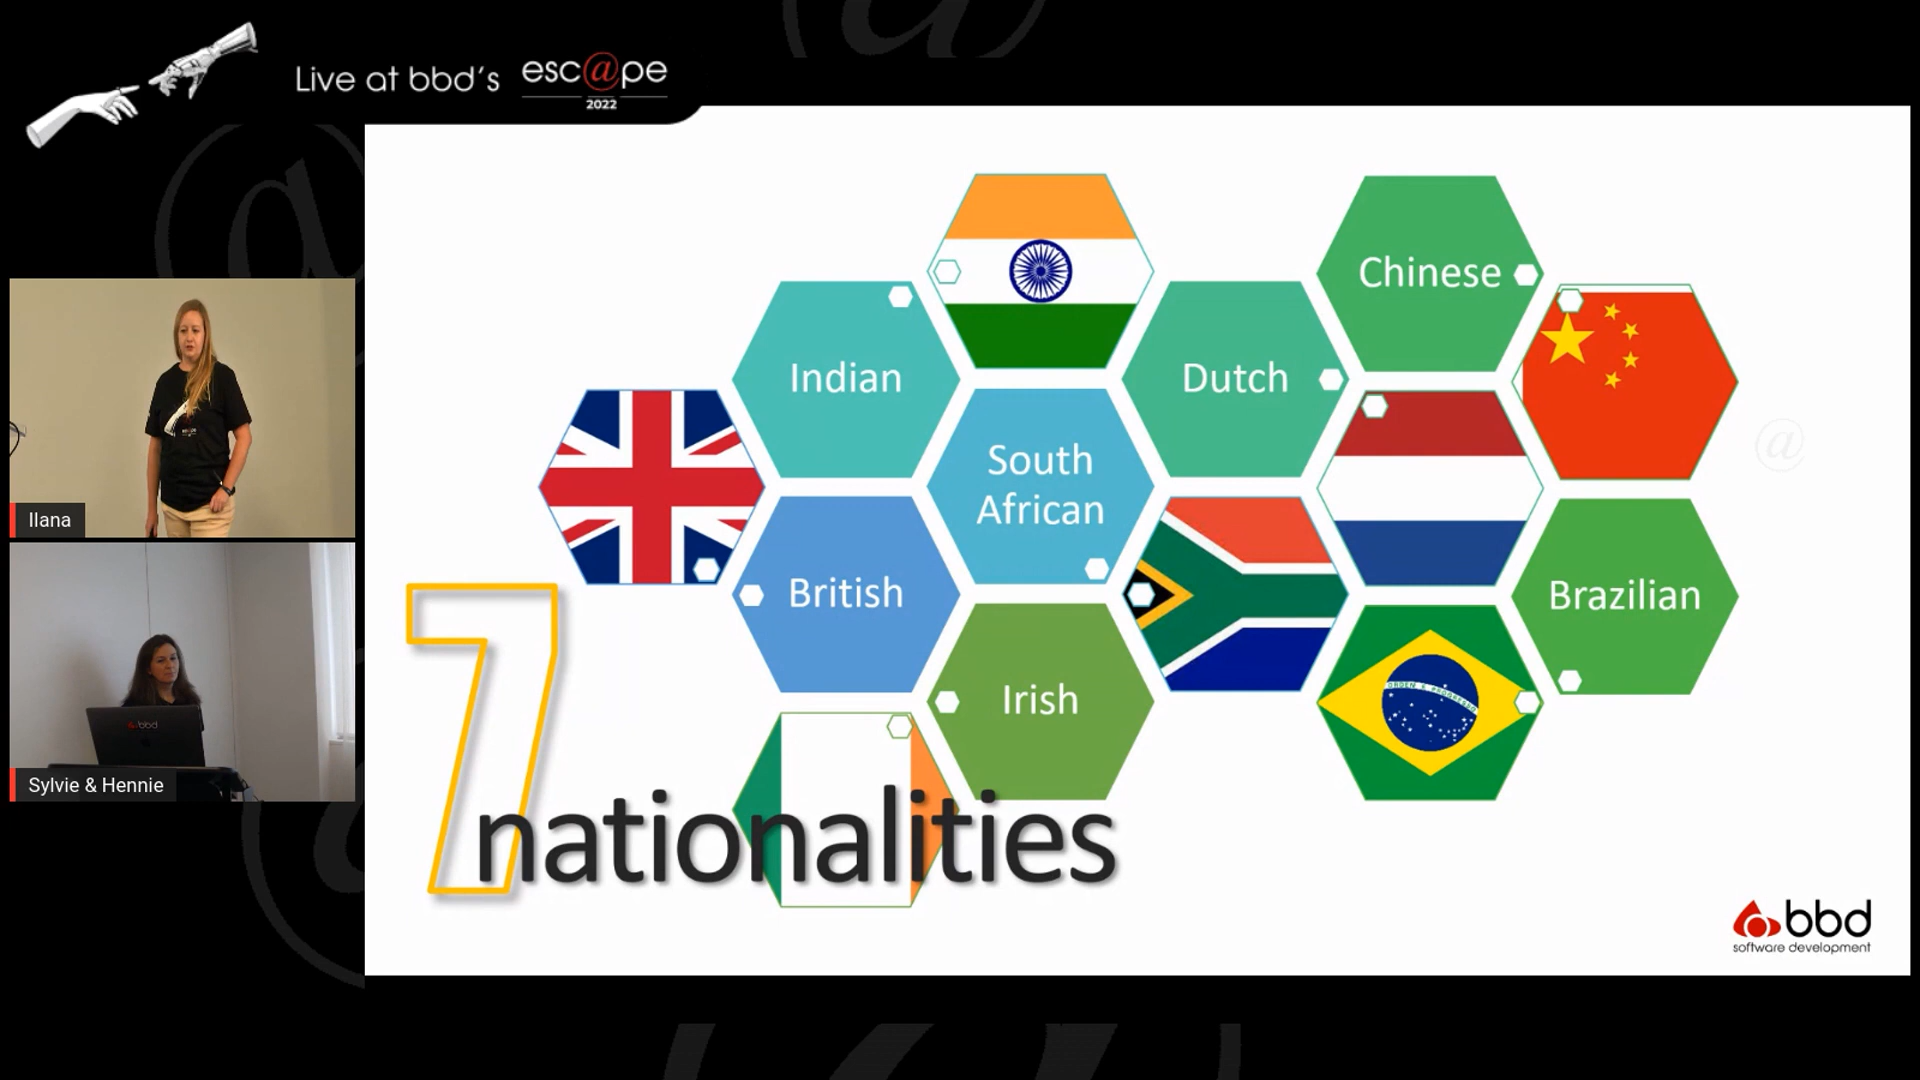 Live at bbd's esc@pe
2022
Chinese
Indian
Dutch
South
African
British
Brazilian
Irish
7
nationalities
Ilana
bbd
Sylvie & Hennie
bbd
software development
@